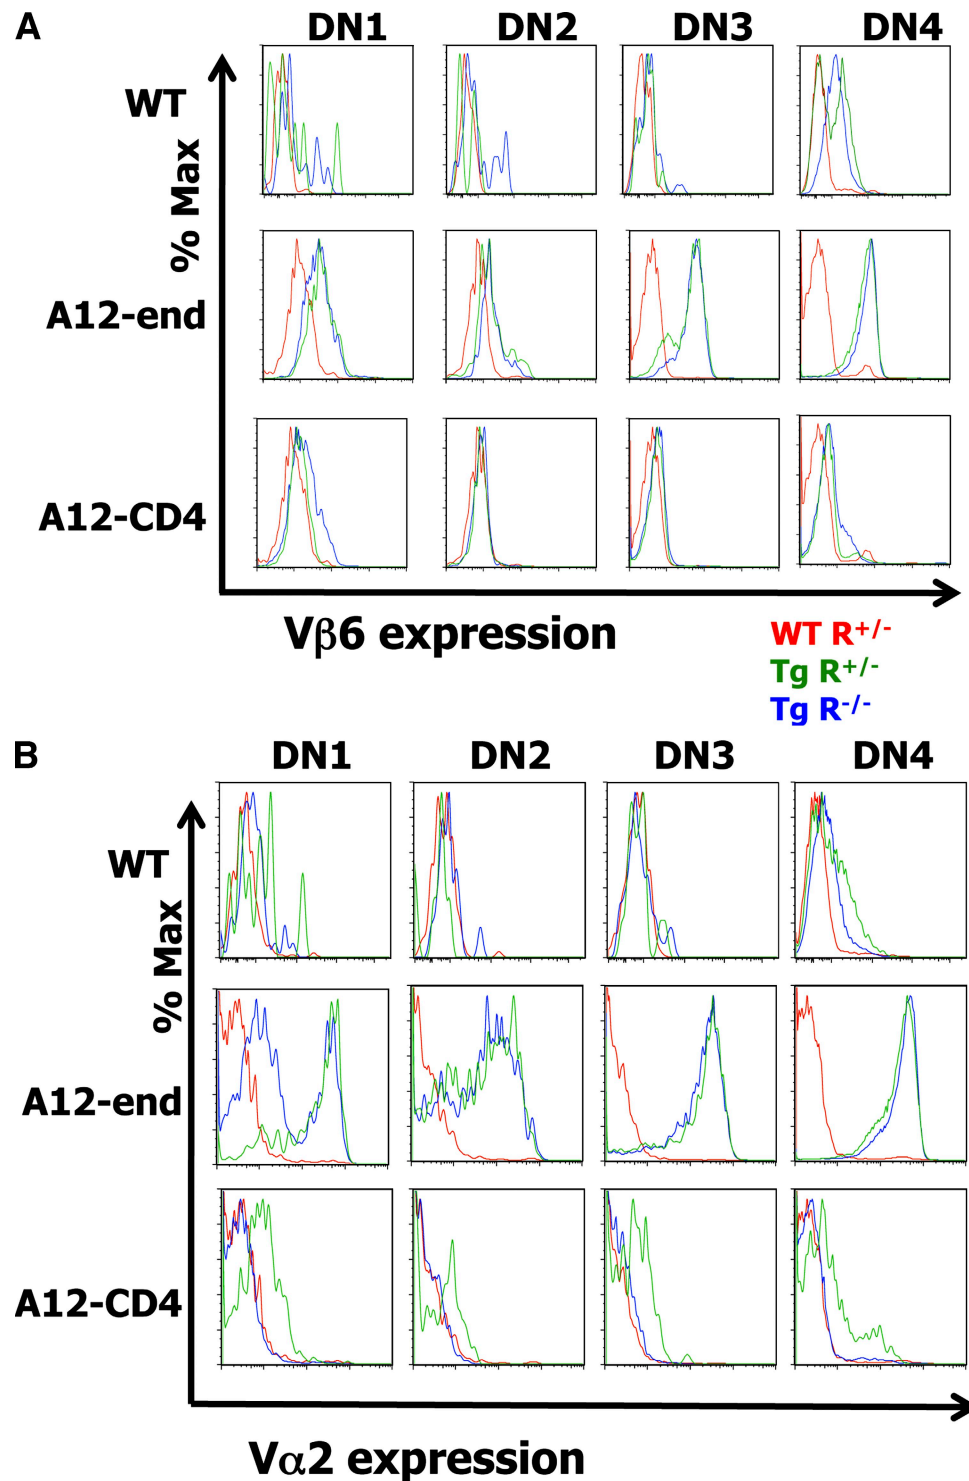 A
DN1 DN2 DN3 DN4
WT
% Max
A12-end
A12-CD4
Vβ6 expression
WT R+/-
Tg R+/-
Tg R-/-
B
DN1 DN2 DN3 DN4
WT
% Max
A12-end
A12-CD4
Vα2 expression